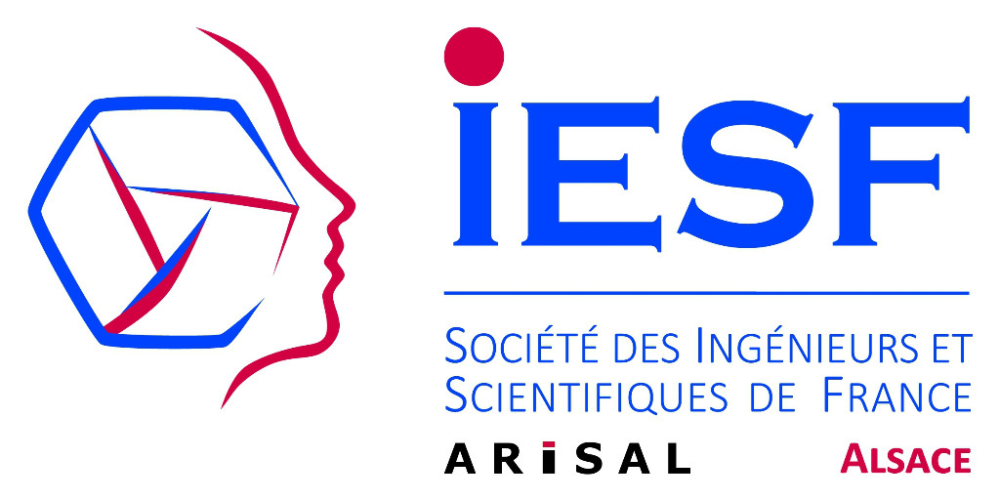 iESF
Société des Ingénieurs et
Scientifiques de France
ARiSAL Alsace